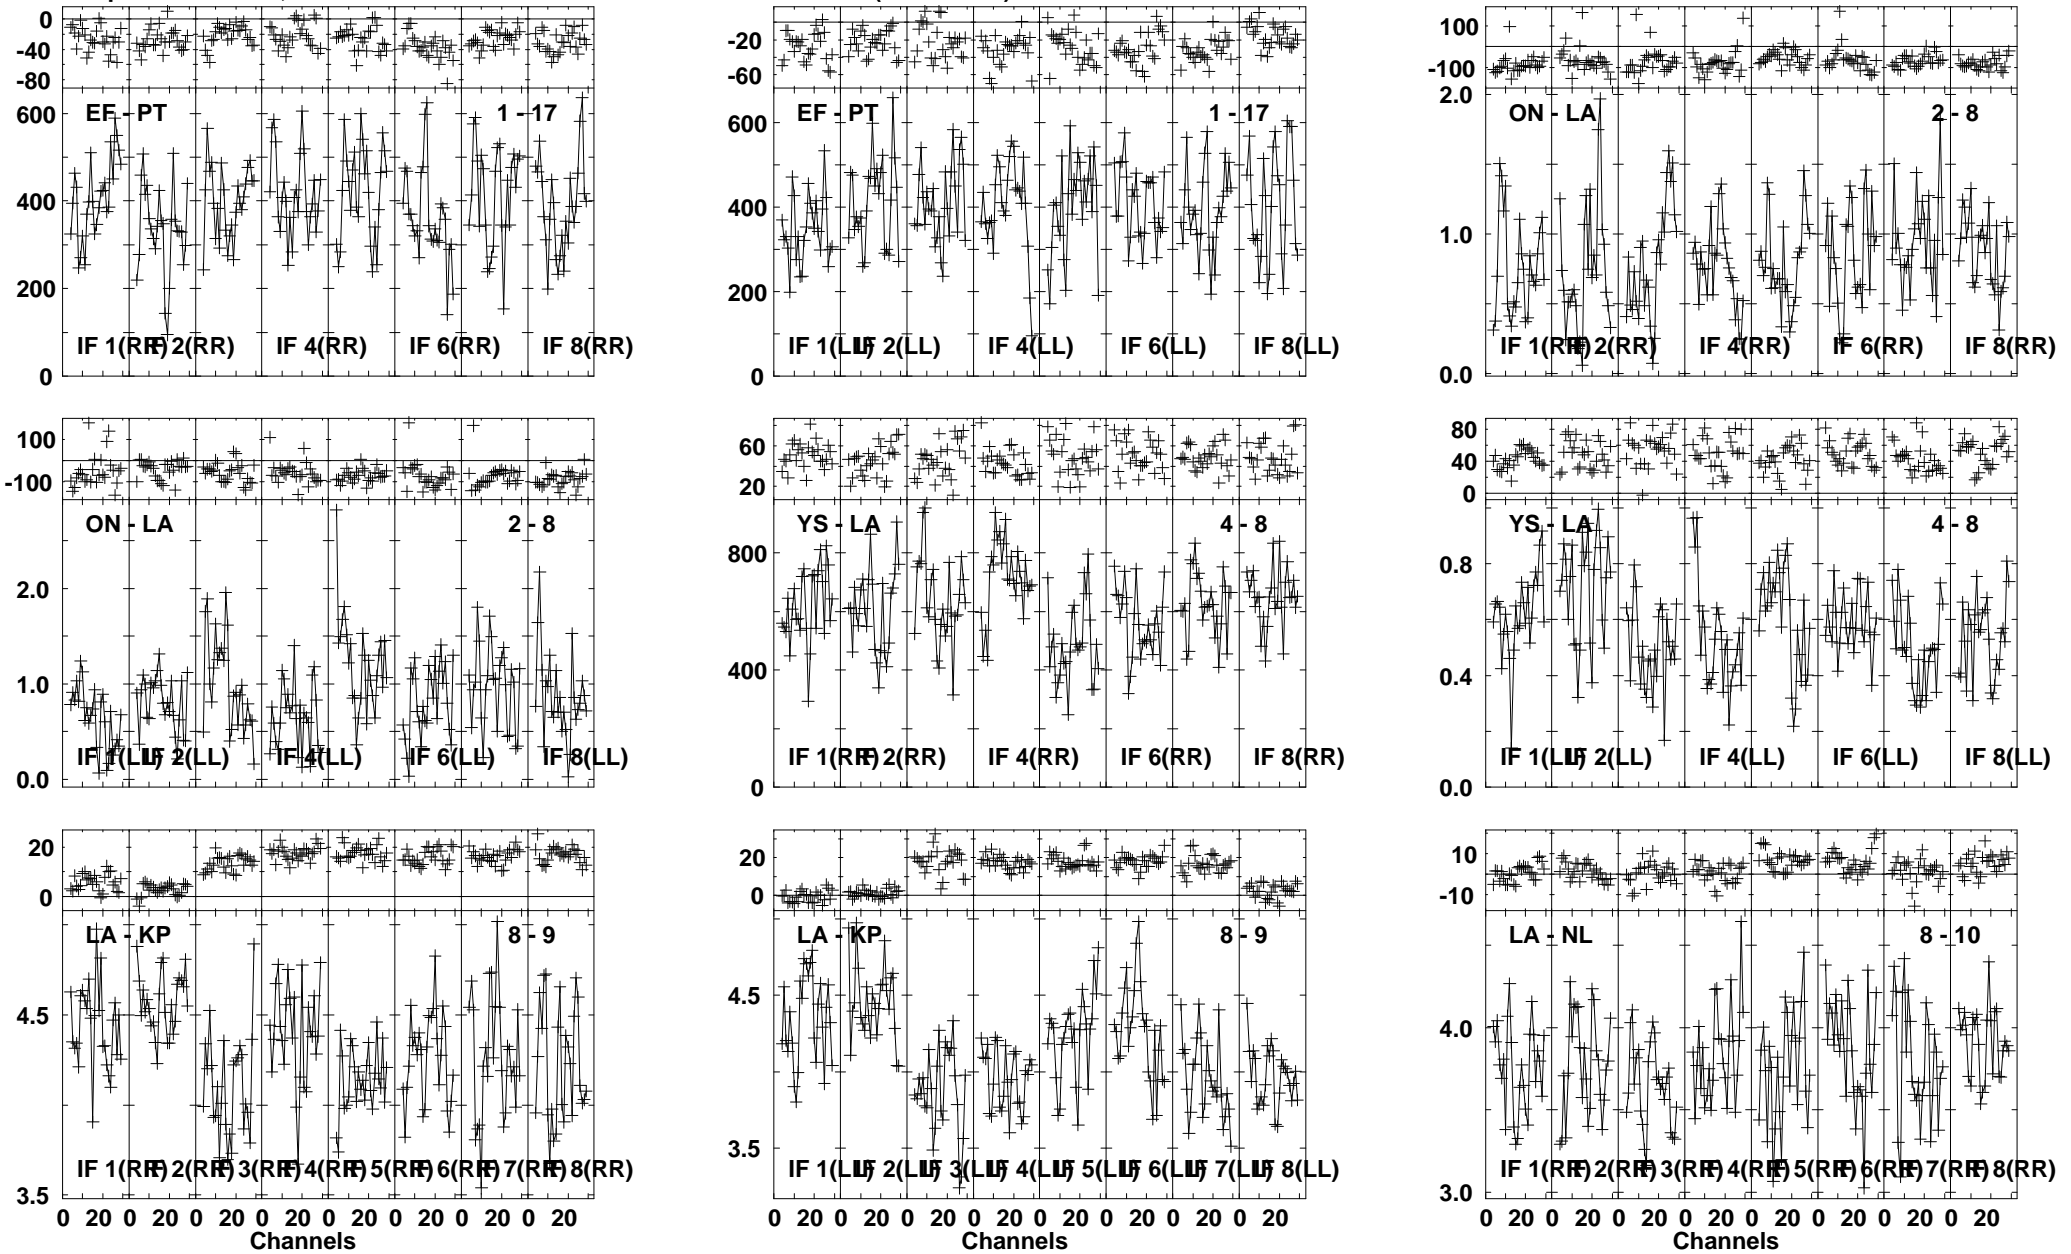 0 0 100
-40 -20 -100
-80 -60
600 EF - PT 1 - 17 600 EF - PT 1 - 17 2.0 ON - LA 2 - 8
400 400 1.0
200 200
IF 1(RR) IF 2(RR) IF 4(RR) IF 6(RR) IF 8(RR) IF 1(LL) IF 2(LL) IF 4(LL) IF 6(LL) IF 8(LL) IF 1(RR) IF 2(RR) IF 4(RR) IF 6(RR) IF 8(RR)
0 0 0.0
100 60 80
-100 20 40
0
ON - LA 2 - 8 YS - LA 4 - 8 YS - LA 4 - 8
2.0 800 0.8
1.0 400 0.4
IF 1(LL) IF 2(LL) IF 4(LL) IF 6(LL) IF 8(LL) IF 1(RR) IF 2(RR) IF 4(RR) IF 6(RR) IF 8(RR) IF 1(LL) IF 2(LL) IF 4(LL) IF 6(LL) IF 8(LL)
0.0 0 0.0
20 20 10
0 0 -10
LA - KP 8 - 9 LA - KP 8 - 9 LA - NL 8 - 10
4.5 4.5 4.0
IF 1(RR) IF 2(RR) IF 3(RR) IF 4(RR) IF 5(RR) IF 6(RR) IF 7(RR) IF 8(RR) IF 1(LL) IF 2(LL) IF 3(LL) IF 4(LL) IF 5(LL) IF 6(LL) IF 7(LL) IF 8(LL) IF 1(RR) IF 2(RR) IF 3(RR) IF 4(RR) IF 5(RR) IF 6(RR) IF 7(RR) IF 8(RR)
3.5 3.5 3.0
0 20 0 20 0 20 0 20 0 20 0 20 0 20 0 20 0 20 0 20 0 20 0 20 0 20 0 20 0 20 0 20 0 20 0 20 0 20 0 20 0 20 0 20 0 20 0 20
Channels Channels Channels